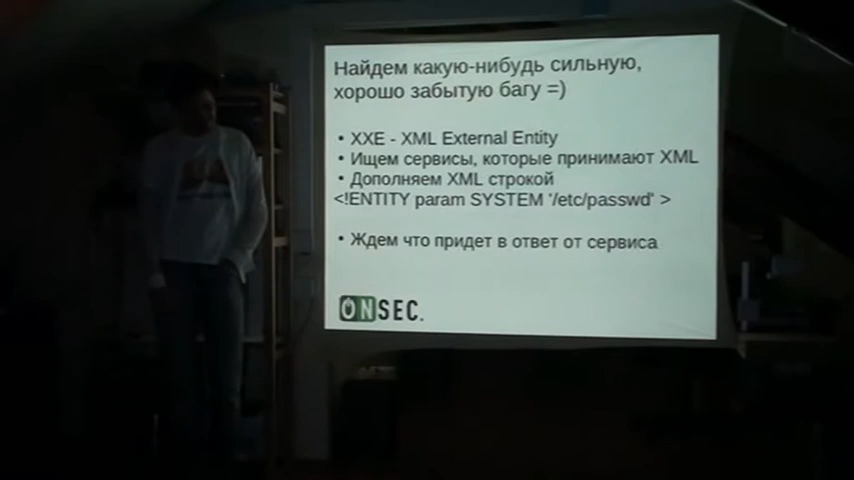 Найдем какую-нибудь сильную,
хорошо забытую багу =)
• XXE - XML External Entity
• Ищем сервисы, которые принимают XML
• Дополняем XML строкой
<!ENTITY param SYSTEM '/etc/passwd' >
• Ждем что придет в ответ от сервиса
ONSEC.